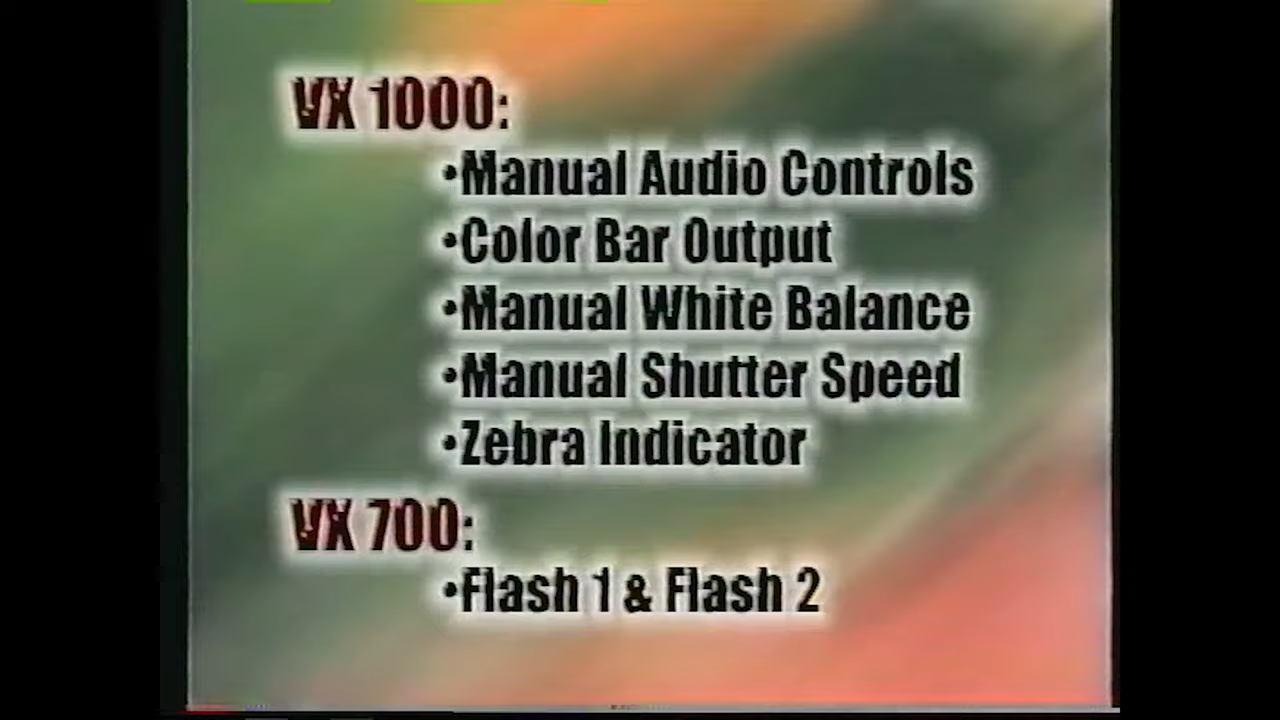 VX 1000:
•Manual Audio Controls
•Color Bar Output
•Manual White Balance
•Manual Shutter Speed
•Zebra Indicator
VX 700:
•Flash 1 & Flash 2